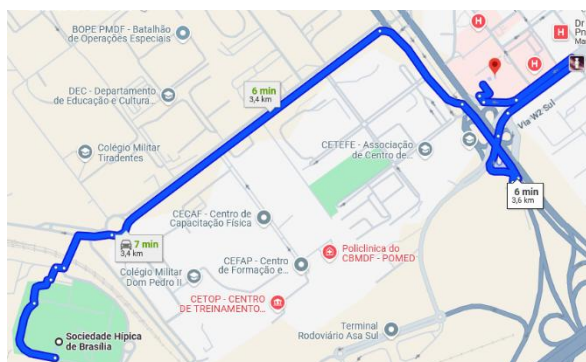 BOPE PMDF - Batalhão
de Operações Especiais
Dr
Pn
Ma
6 min
3,4 km
DEC - Departamento
de Educação e Cultura...
Via W2 Sul
CETEFE - Associação
de Centro de...
Colégio Militar
Tiradentes
6 min
3,6 km
CECAF - Centro de
Capacitação Física
7 min
3,4 km
Policlínica do
CBMDF - POMED
CEFAP - Centro
de Formação e...
Colégio Militar
Dom Pedro II
CETOP - CENTRO
DE TREINAMENTO...
Terminal
Rodoviário Asa Sul
Sociedade Hípica
de Brasília